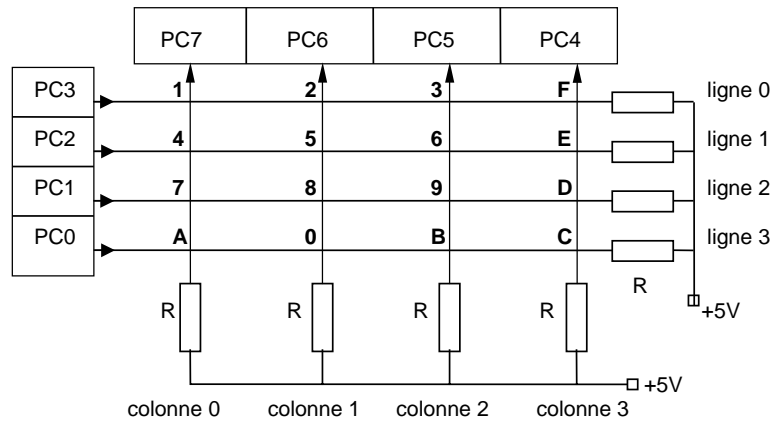 PC7 PC6 PC5 PC4
PC3 1 2 3 F ligne 0
PC2 4 5 6 E ligne 1
PC1 7 8 9 D ligne 2
PC0 A 0 B C ligne 3
R
R R R R +5V
+5V
colonne 0 colonne 1 colonne 2 colonne 3